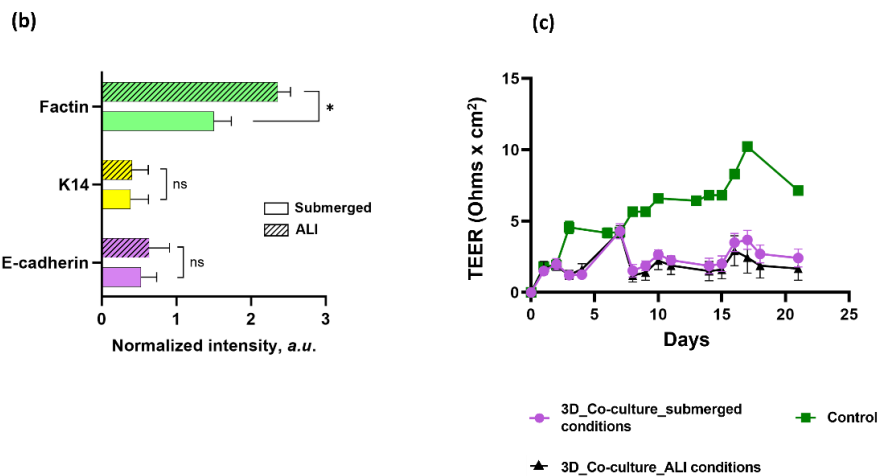 (b)
Factin
K14
E-cadherin
*
ns
ns
Submerged
ALI
0 1 2 3
Normalized intensity, a.u.
(c)
TEER (Ohms x cm²)
15
10
5
0
0 5 10 15 20 25
Days
3D_Co-culture_submerged
conditions
Control
3D_Co-culture_ALI conditions